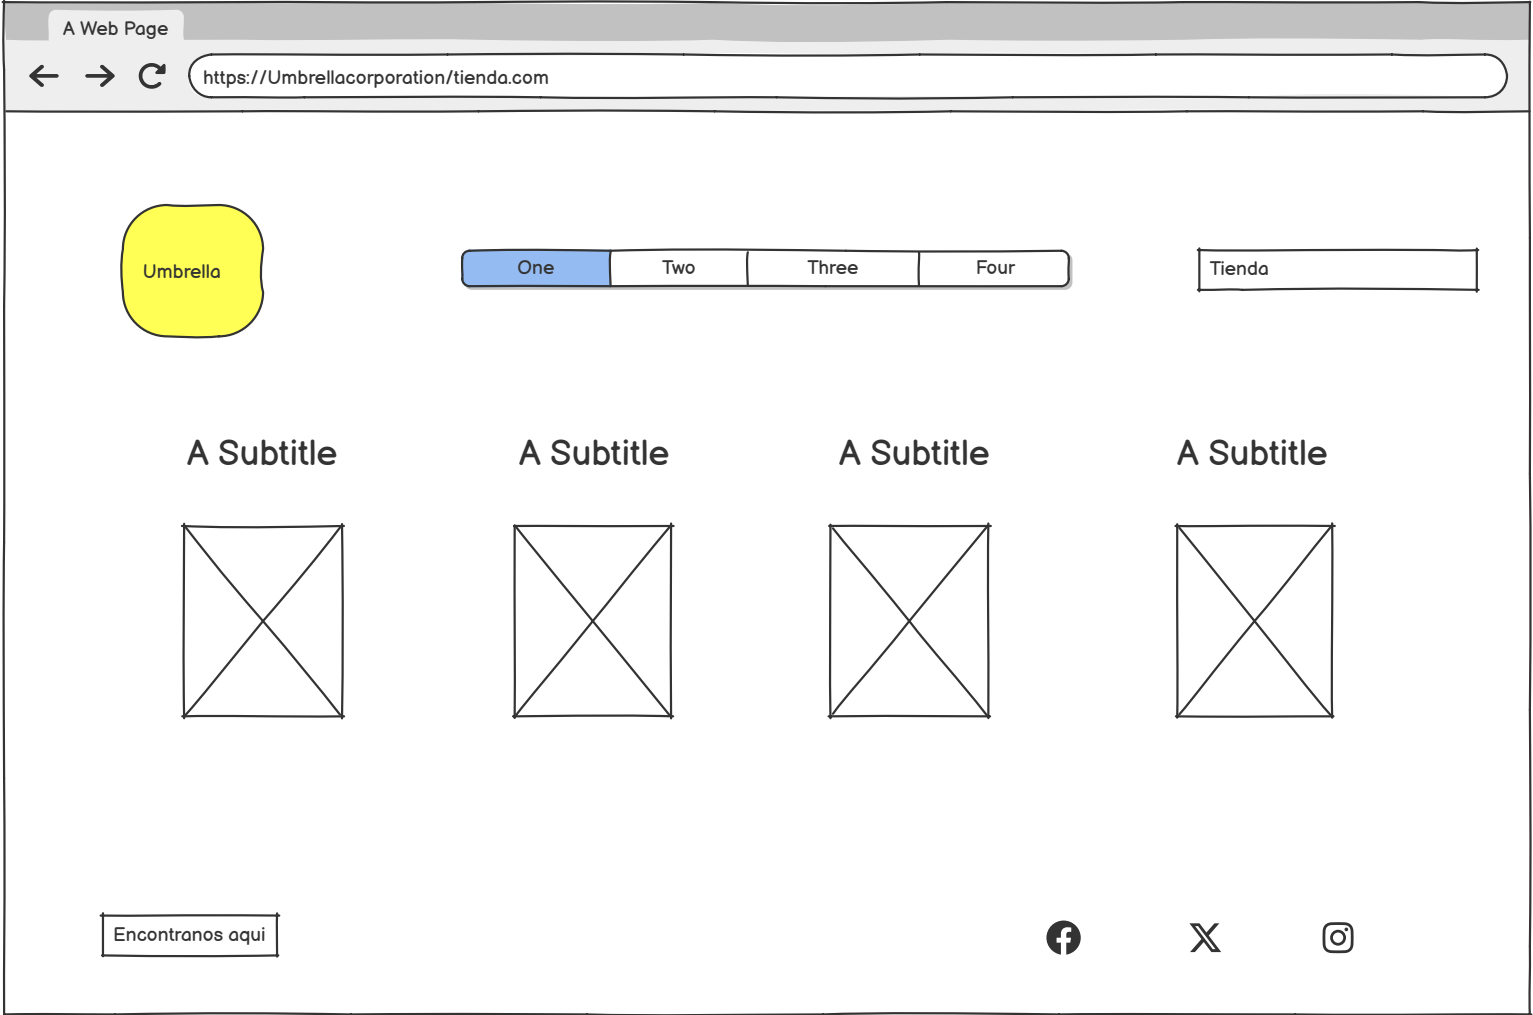 A Web Page
https://Umbrellacorporation/tienda.com
Umbrella
One Two Three Four
Tienda
A Subtitle A Subtitle A Subtitle A Subtitle
Encontranos aqui